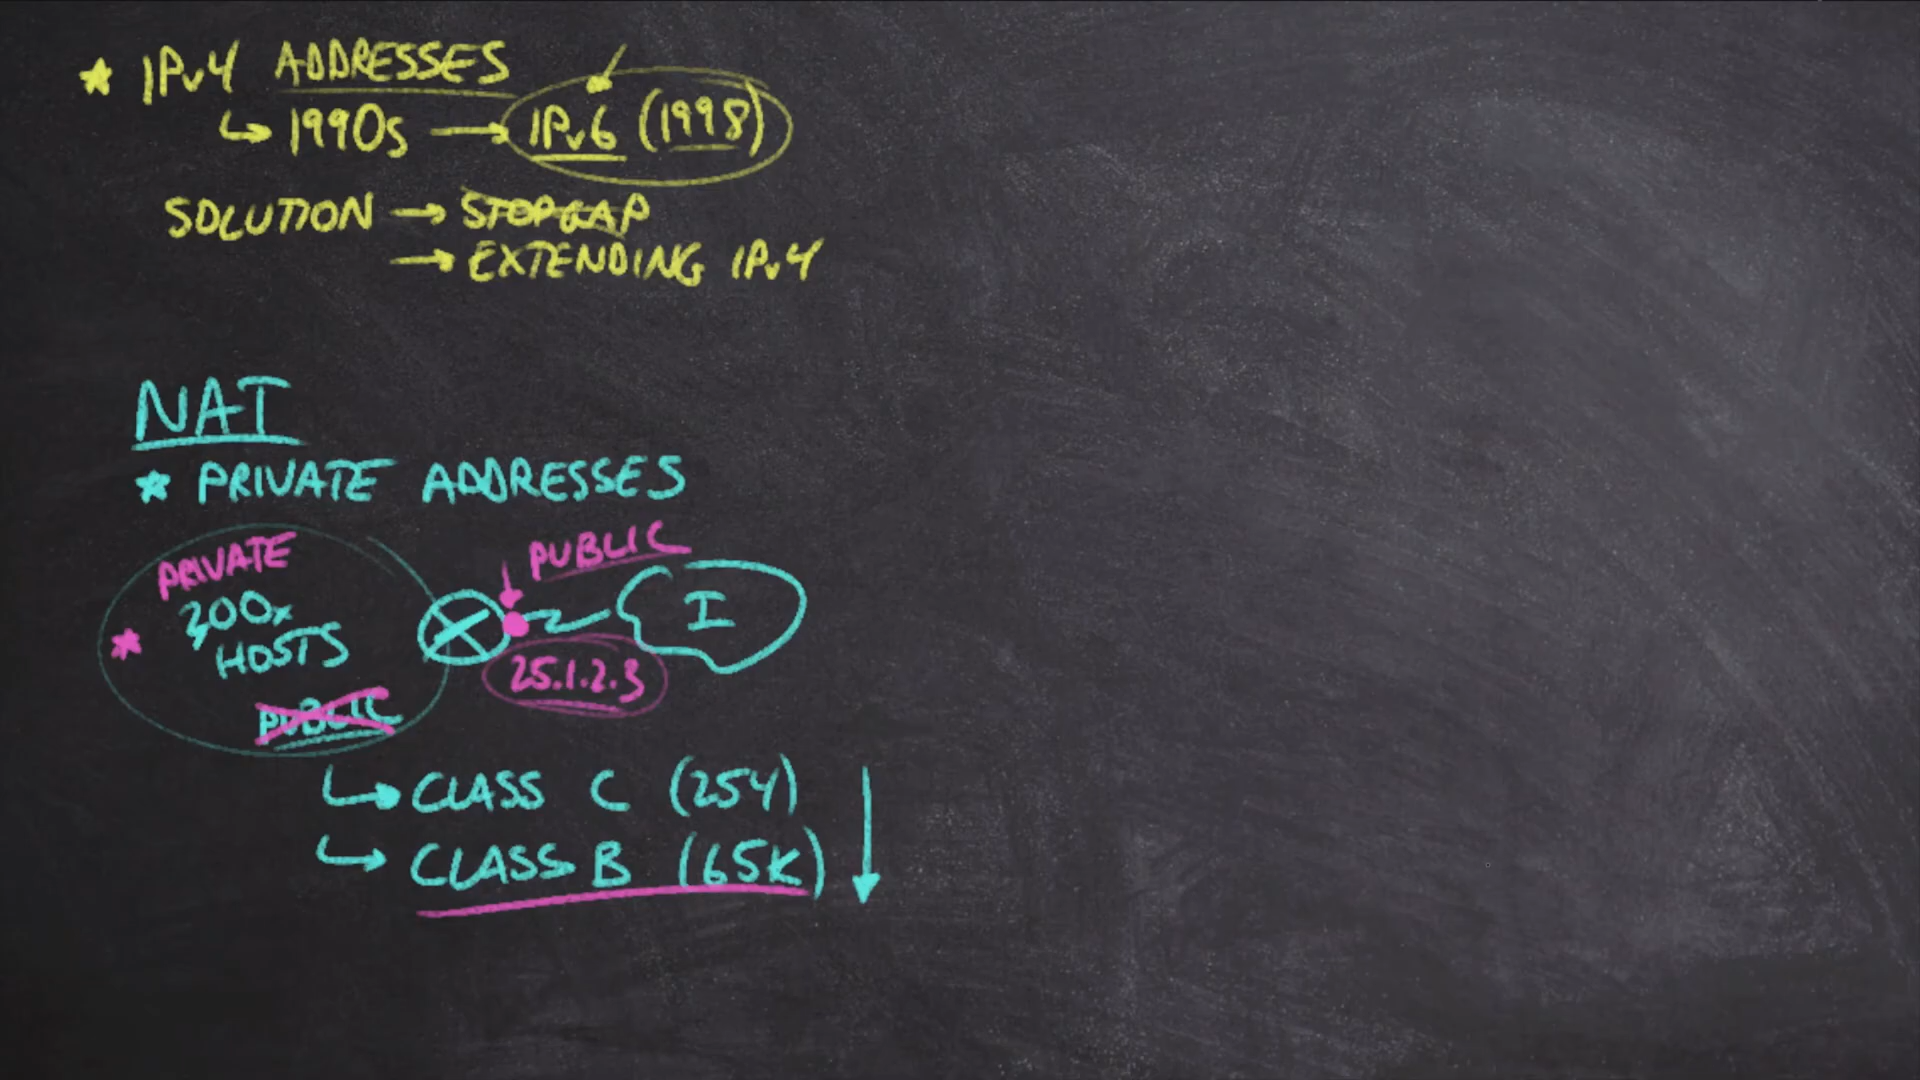 ★ IPv4 ADDRESSES
↳ 1990s → IPv6 (1998)
SOLUTION → STOPGAP
→ EXTENDING IPv4
NAT
★ PRIVATE ADDRESSES
PRIVATE
300x
HOSTS
PUBLIC
PUBLIC
25.1.2.3
I
↳ CLASS C (254)
↳ CLASS B (65K)